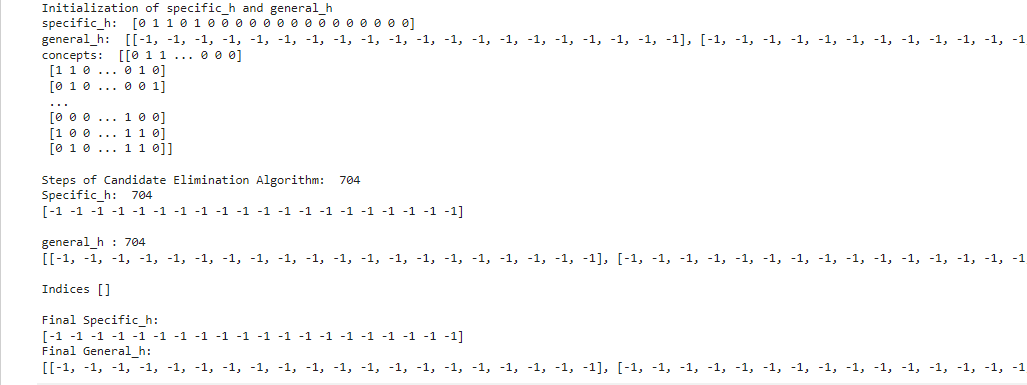 Initialization of specific_h and general_h
specific_h:  [0 1 1 0 1 0 0 0 0 0 0 0 0 0 0 0 0 0 0 0]
general_h:  [[-1, -1, -1, -1, -1, -1, -1, -1, -1, -1, -1, -1, -1, -1, -1, -1, -1, -1, -1, -1], [-1, -1, -1, -1, -1, -1, -1, -1, -1, -1, -1, -1
concepts:  [[0 1 1 ... 0 0 0]
[1 1 0 ... 0 1 0]
[0 1 0 ... 0 0 1]
...
[0 0 0 ... 1 0 0]
[1 0 0 ... 1 1 0]
[0 1 0 ... 1 1 0]]
Steps of Candidate Elimination Algorithm:  704
Specific_h:  704
[-1 -1 -1 -1 -1 -1 -1 -1 -1 -1 -1 -1 -1 -1 -1 -1 -1 -1 -1 -1]
general_h : 704
[[-1, -1, -1, -1, -1, -1, -1, -1, -1, -1, -1, -1, -1, -1, -1, -1, -1, -1, -1, -1], [-1, -1, -1, -1, -1, -1, -1, -1, -1, -1, -1, -1, -1, -1, -1
Indices []
Final Specific_h:
[-1 -1 -1 -1 -1 -1 -1 -1 -1 -1 -1 -1 -1 -1 -1 -1 -1 -1 -1 -1]
Final General_h:
[[-1, -1, -1, -1, -1, -1, -1, -1, -1, -1, -1, -1, -1, -1, -1, -1, -1, -1, -1, -1], [-1, -1, -1, -1, -1, -1, -1, -1, -1, -1, -1, -1, -1, -1, -1